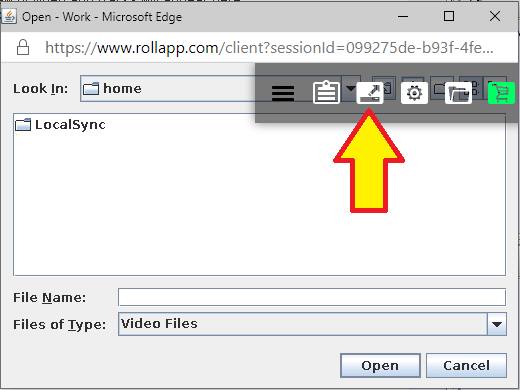 Open - Work - Microsoft Edge
https://www.rollapp.com/client?sessionId=099275de-b93f-4fe...
Look In: home
LocalSync
File Name:
Files of Type: Video Files
Open Cancel